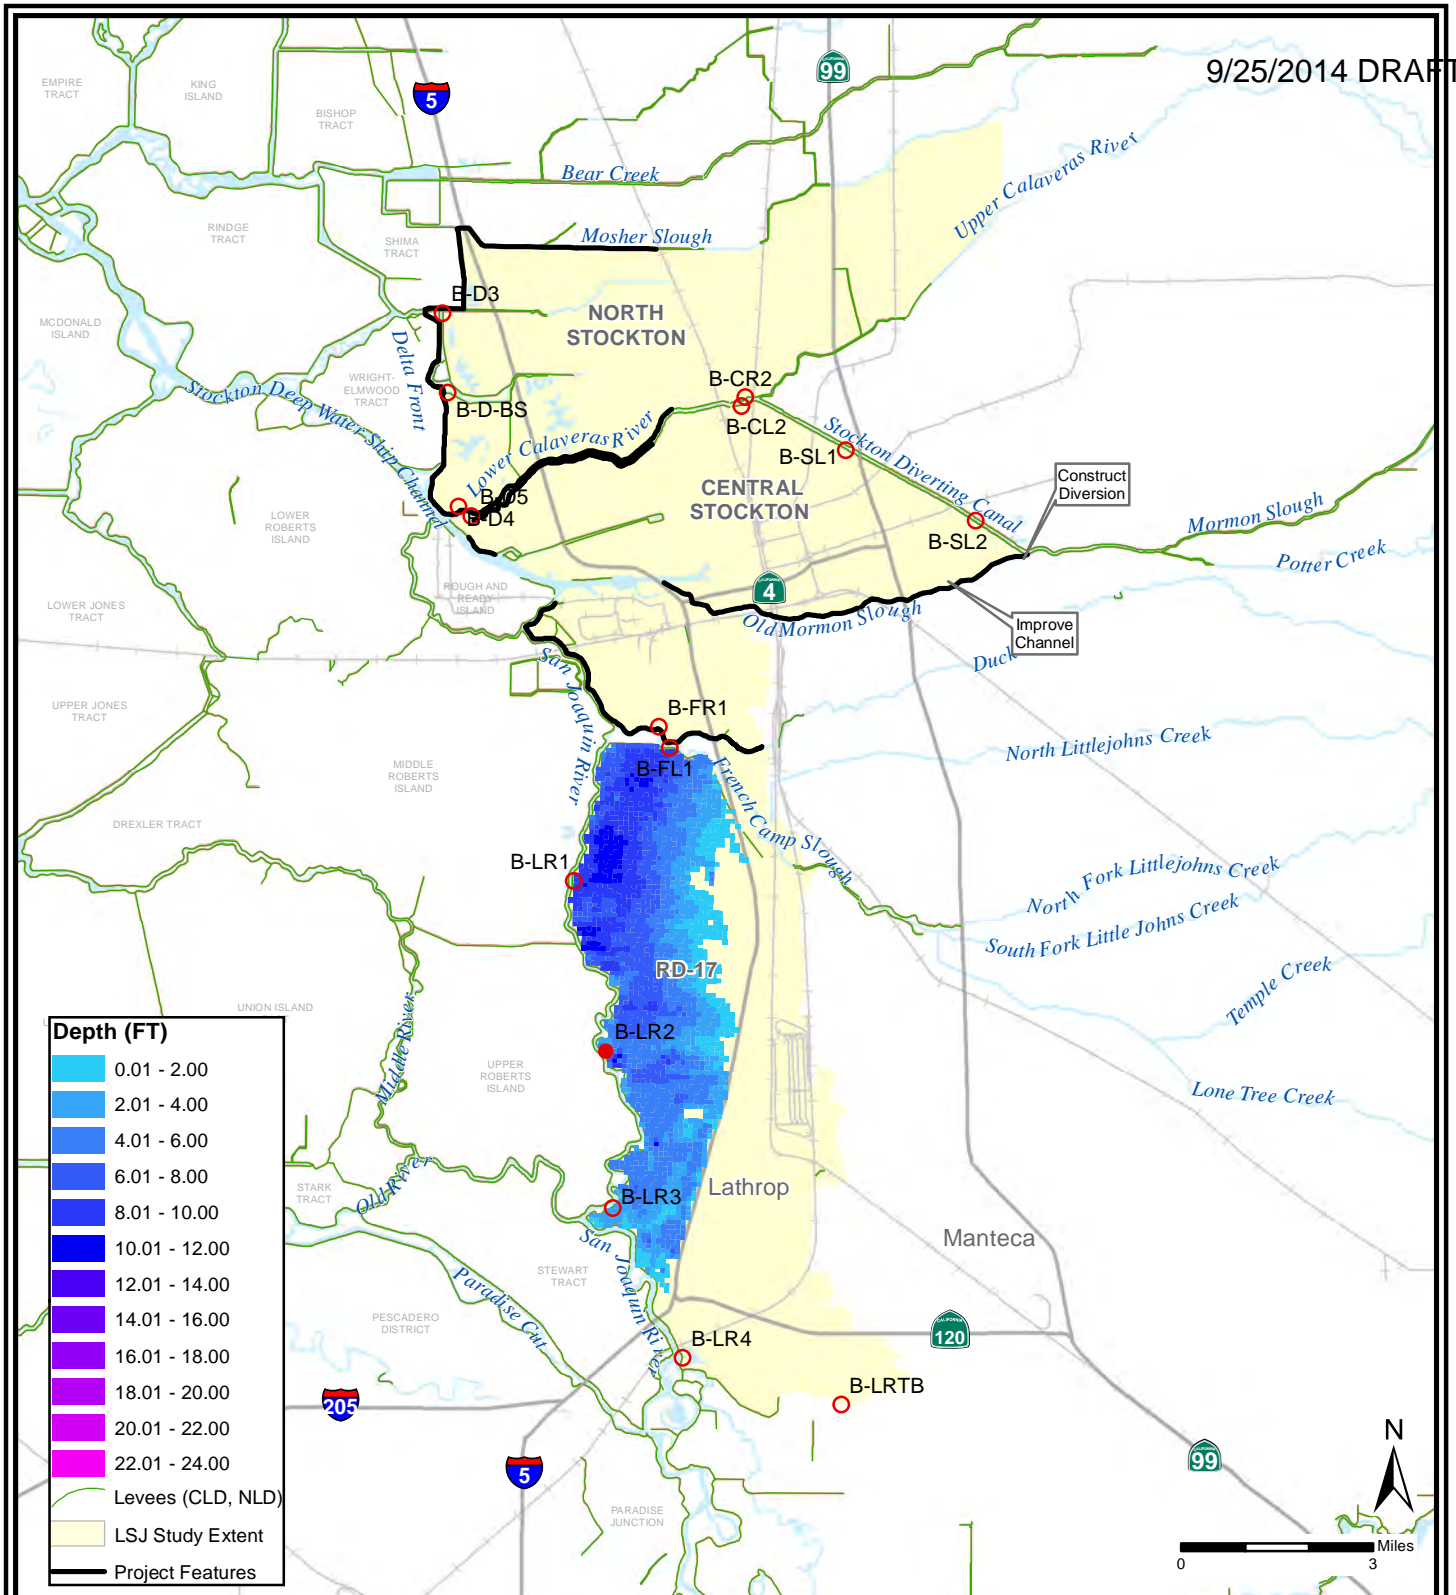 9/25/2014 DRAFT
99
5
EMPIRE
TRACT
KING
ISLAND
BISHOP
TRACT
Bear Creek
Upper Calaveras River
RINDGE
TRACT
SHIMA
TRACT
Mosher Slough
B-D3
NORTH
STOCKTON
MCDONALD
ISLAND
Delta Front
WRIGHT-
ELMWOOD
TRACT
Stockton Deep Water Ship Channel
B-D-BS
B-CR2
B-CL2
Lower Calaveras River
B-SL1
Stockton Diverting Canal
CENTRAL
STOCKTON
Construct
Diversion
B-D5
B-D4
B-SL2
Mormon Slough
Potter Creek
LOWER
ROBERTS
ISLAND
ROUGH AND
READY
ISLAND
CALIFORNIA
4
LOWER JONES
TRACT
Old Mormon Slough
Improve
Channel
Duck
San Joaquin River
UPPER JONES
TRACT
B-FR1
North Littlejohns Creek
B-FL1
MIDDLE
ROBERTS
ISLAND
French Camp Slough
DREXLER TRACT
B-LR1
North Fork Littlejohns Creek
South Fork Little Johns Creek
RD-17
Temple Creek
UNION ISLAND
Middle River
B-LR2
UPPER
ROBERTS
ISLAND
Lone Tree Creek
STARK
TRACT
Old River
B-LR3
Lathrop
Manteca
San Joaquin River
STEWART
TRACT
Paradise Cut
PESCADERO
DISTRICT
CALIFORNIA
120
B-LR4
B-LRTB
205
5
99
PARADISE
JUNCTION
N
Miles
0
3
Depth (FT)
0.01 - 2.00
2.01 - 4.00
4.01 - 6.00
6.01 - 8.00
8.01 - 10.00
10.01 - 12.00
12.01 - 14.00
14.01 - 16.00
16.01 - 18.00
18.01 - 20.00
20.01 - 22.00
22.01 - 24.00
Levees (CLD, NLD)
LSJ Study Extent
Project Features